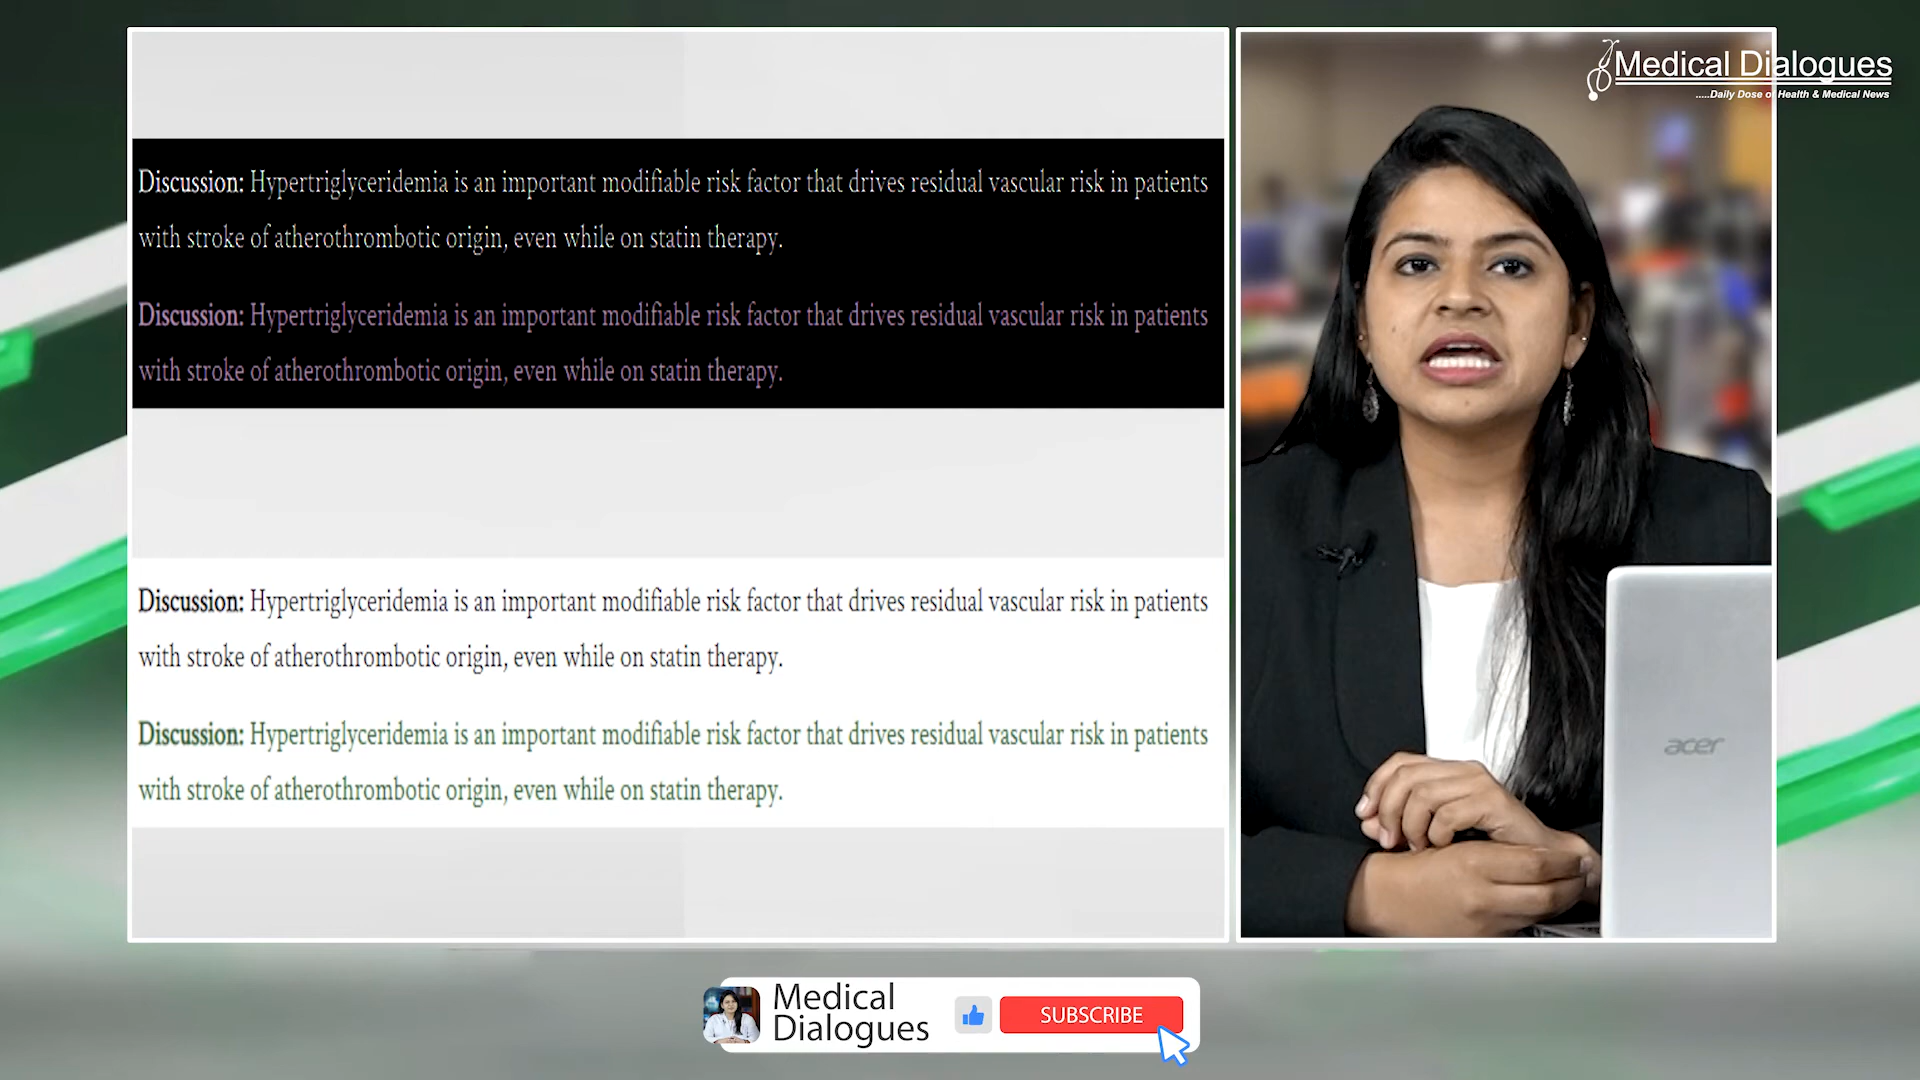 Medical Dialogues
.....Daily Dose of Health & Medical News
Discussion: Hypertriglyceridemia is an important modifiable risk factor that drives residual vascular risk in patients
with stroke of atherothrombotic origin, even while on statin therapy.
Discussion: Hypertriglyceridemia is an important modifiable risk factor that drives residual vascular risk in patients
with stroke of atherothrombotic origin, even while on statin therapy.
Discussion: Hypertriglyceridemia is an important modifiable risk factor that drives residual vascular risk in patients
with stroke of atherothrombotic origin, even while on statin therapy.
Discussion: Hypertriglyceridemia is an important modifiable risk factor that drives residual vascular risk in patients
with stroke of atherothrombotic origin, even while on statin therapy.
acer
Medical
Dialogues
SUBSCRIBE